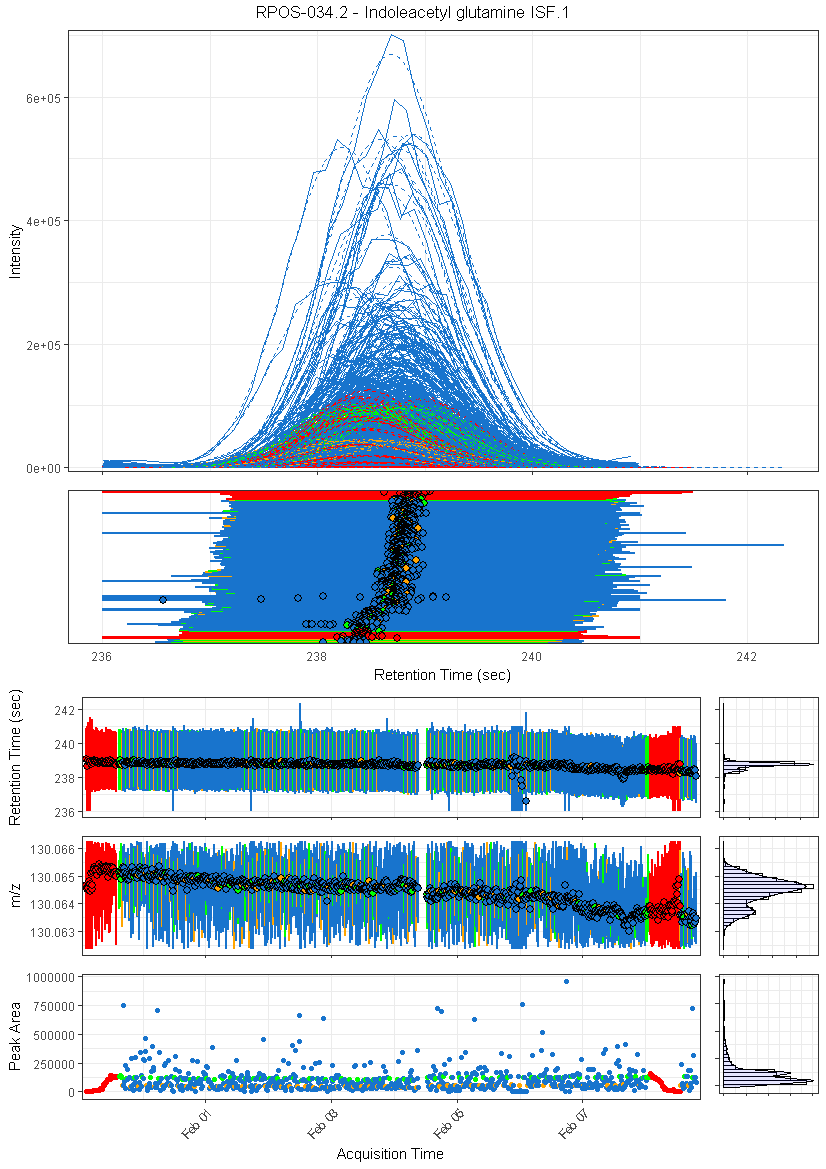 RPOS-034.2 - Indoleacetyl glutamine ISF.1
6e+05
4e+05
2e+05
0e+00
Intensity
236
238
240
242
Retention Time (sec)
Retention Time (sec)
242
240
238
236
m/z
130.066
130.065
130.064
130.063
Peak Area
1000000
750000
500000
250000
0
Feb 01
Feb 03
Feb 05
Feb 07
Acquisition Time